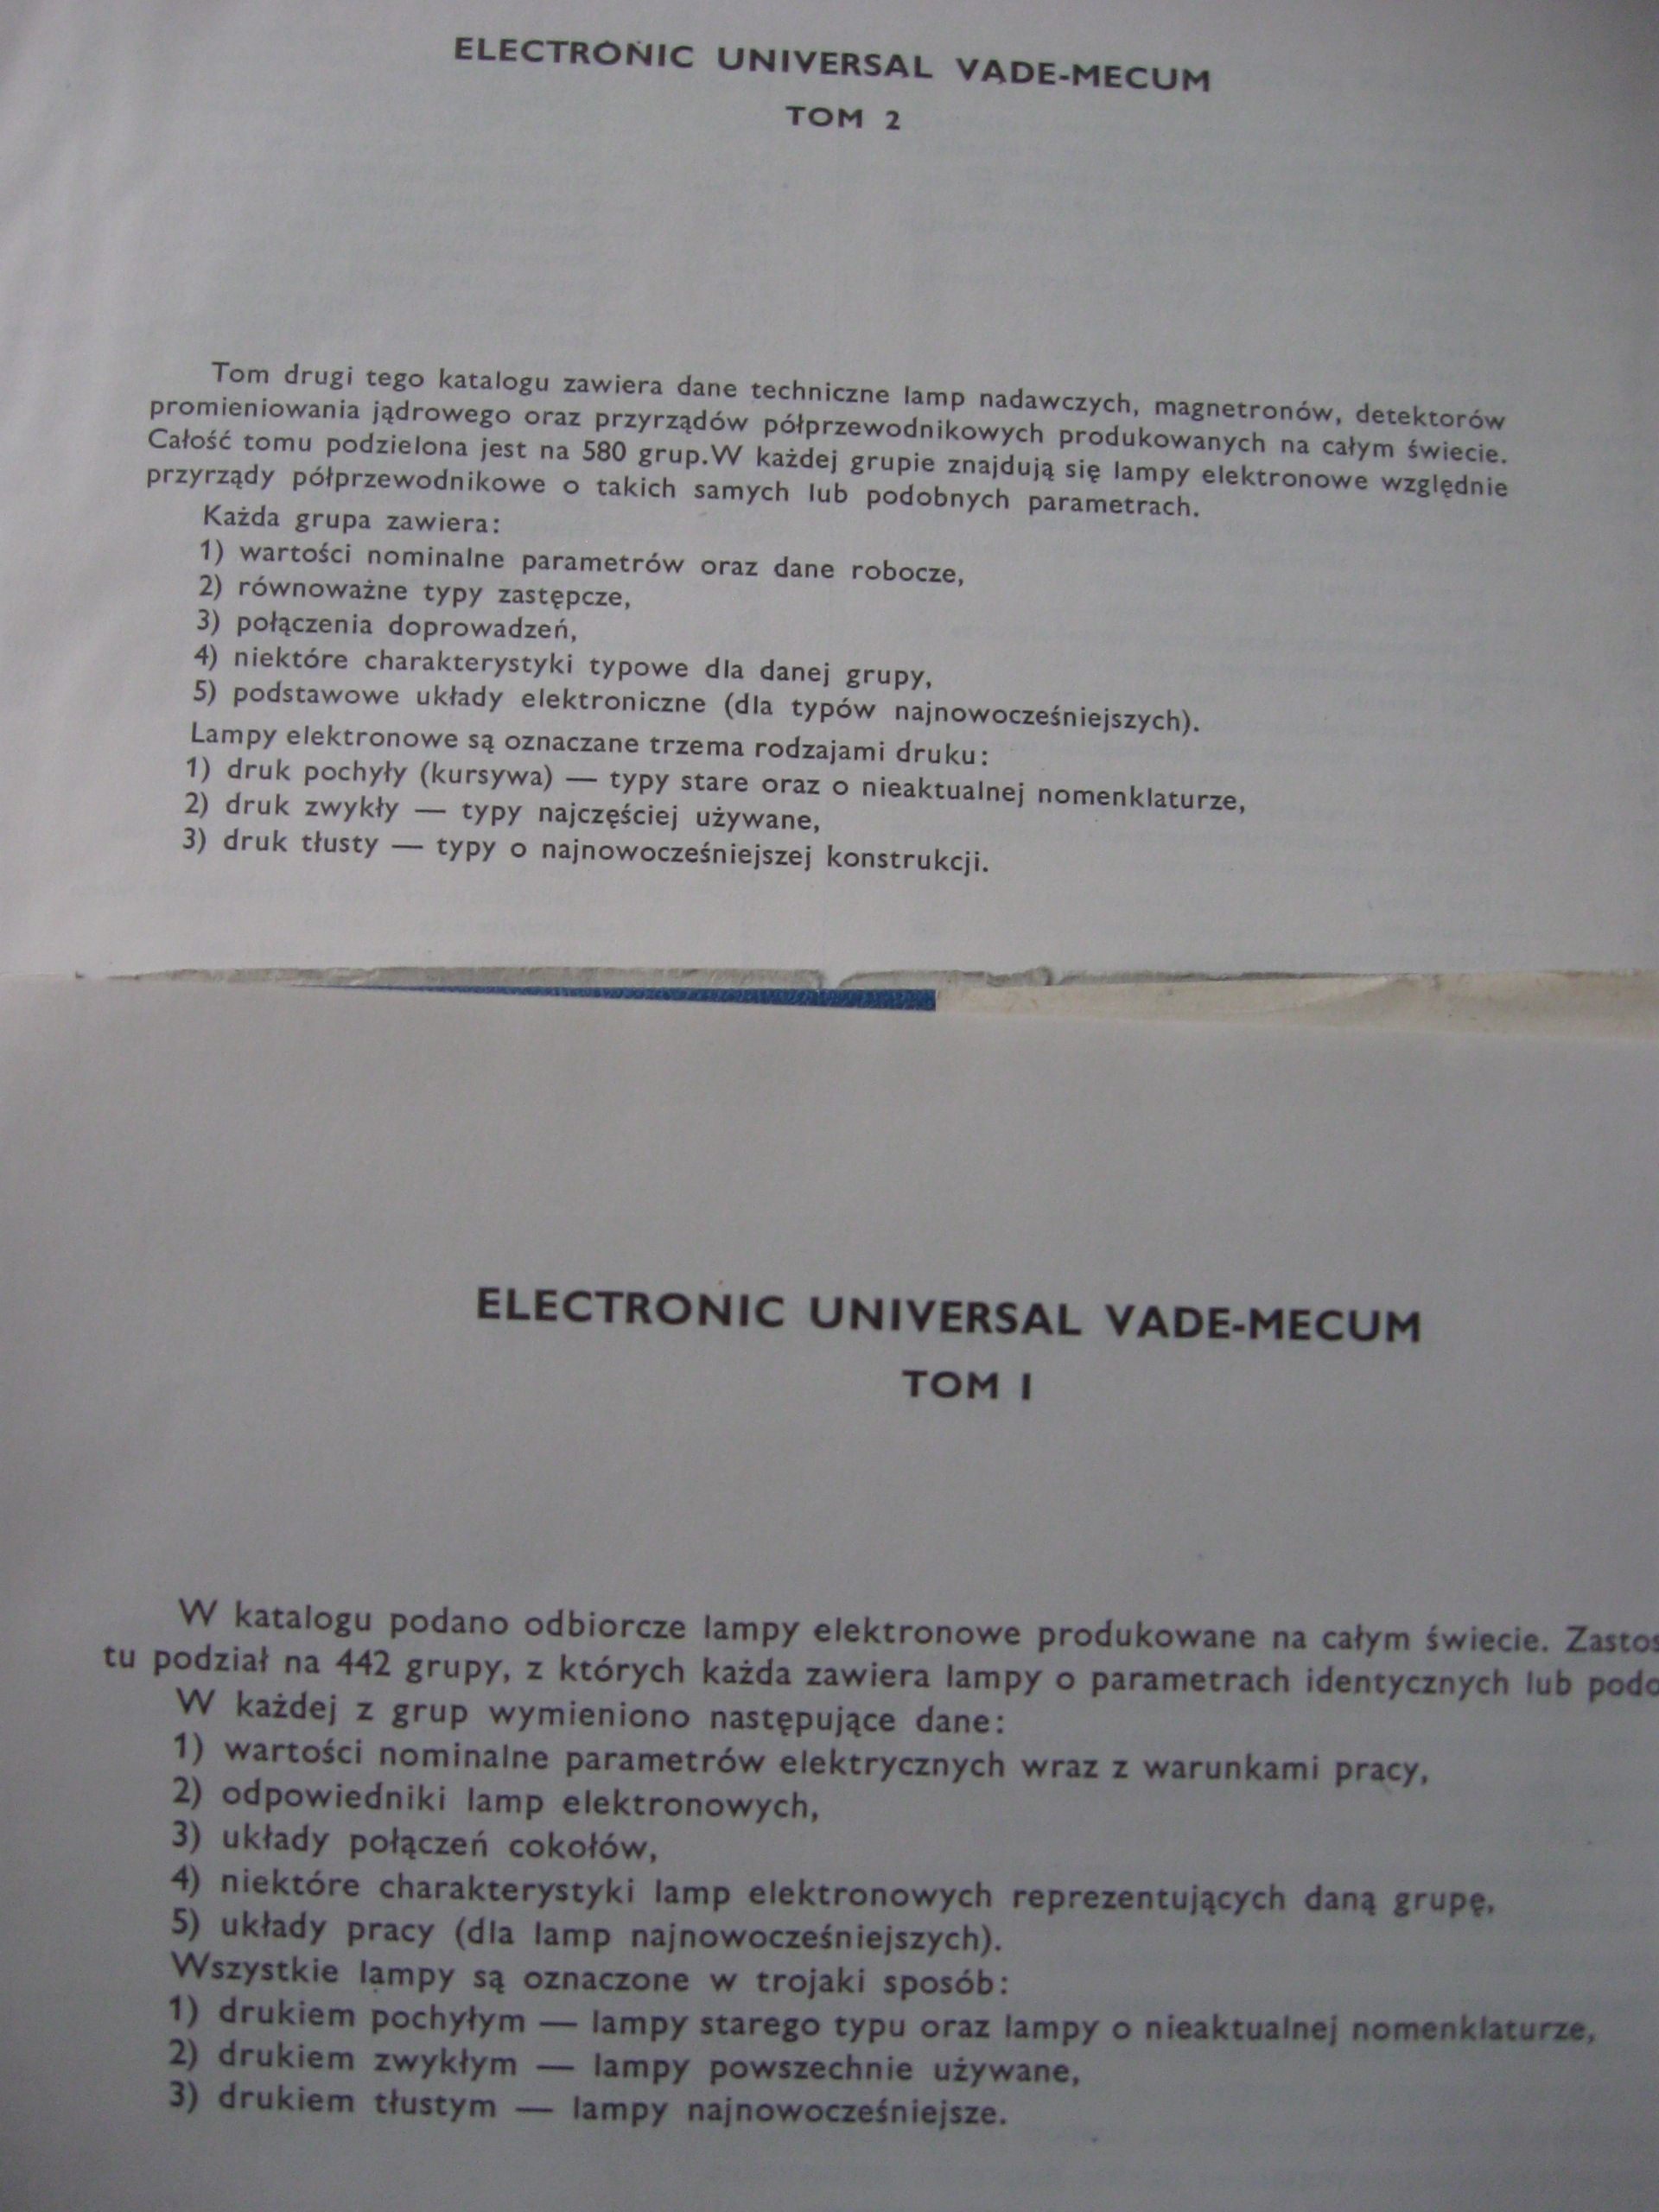 ELECTRONIC UNIVERSAL VADE-MECUM
TOM 2
Tom drugi tego katalogu zawiera dane techniczne lamp nadawczych, magnetronów, detektorów
promieniowania jądrowego oraz przyrządów półprzewodnikowych produkowanych na całym świecie.
Całość tomu podzielona jest na 580 grup.W każdej grupie znajdują się lampy elektronowe względnie
przyrządy półprzewodnikowe o takich samych lub podobnych parametrach.
Każda grupa zawiera:
1) wartości nominalne parametrów oraz dane robocze,
2) równoważne typy zastępcze,
3) połączenia doprowadzeń,
4) niektóre charakterystyki typowe dla danej grupy,
5) podstawowe układy elektroniczne (dla typów najnowocześniejszych).
Lampy elektronowe są oznaczane trzema rodzajami druku:
1) druk pochyły (kursywa) — typy stare oraz o nieaktualnej nomenklaturze,
2) druk zwykły — typy najczęściej używane,
3) druk tłusty — typy o najnowocześniejszej konstrukcji.
ELECTRONIC UNIVERSAL VADE-MECUM
TOM I
W katalogu podano odbiorcze lampy elektronowe produkowane na całym świecie. Zastos
tu podział na 442 grupy, z których każda zawiera lampy o parametrach identycznych lub podo
W każdej z grup wymieniono następujące dane:
1) wartości nominalne parametrów elektrycznych wraz z warunkami pracy,
2) odpowiedniki lamp elektronowych,
3) układy połączeń cokołów,
4) niektóre charakterystyki lamp elektronowych reprezentujących daną grupę,
5) układy pracy (dla lamp najnowocześniejszych).
Wszystkie lampy są oznaczone w trojaki sposób:
1) drukiem pochyłym — lampy starego typu oraz lampy o nieaktualnej nomenklaturze,
2) drukiem zwykłym — lampy powszechnie używane,
3) drukiem tłustym — lampy najnowocześniejsze.